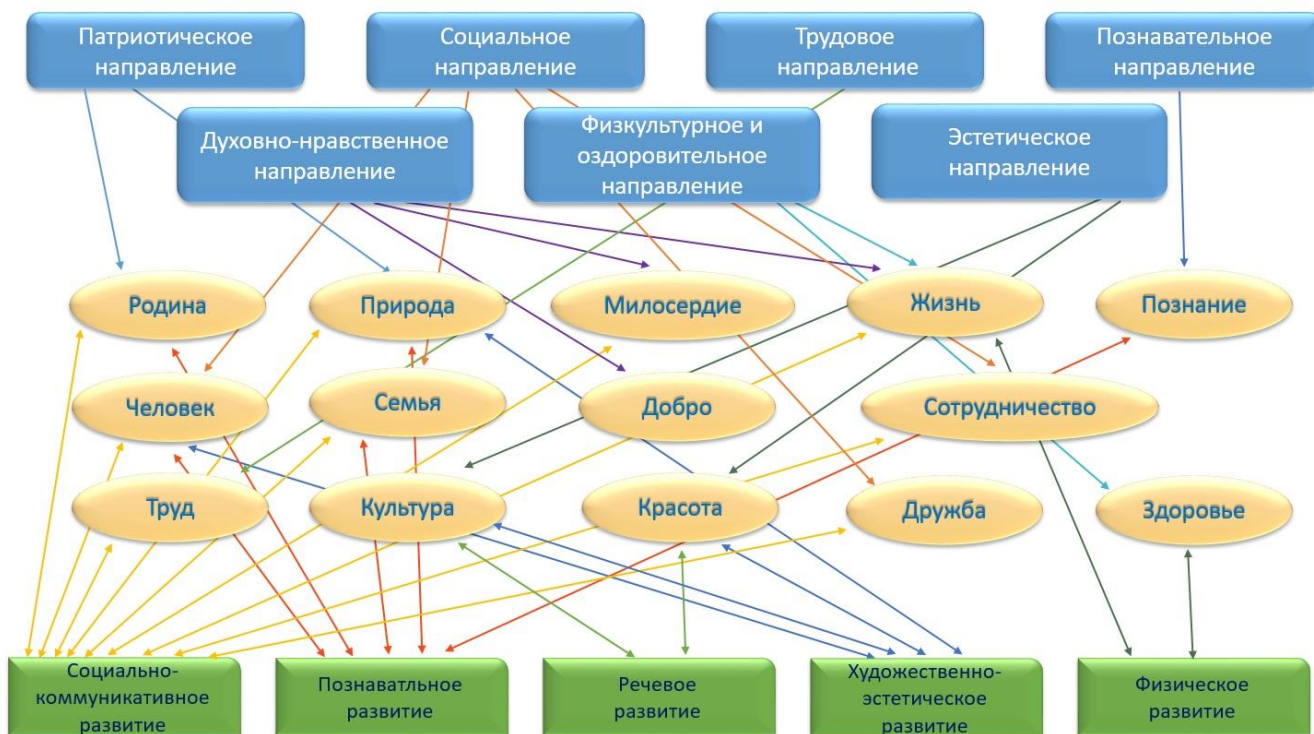 Патриотическое
направление
Социальное
направление
Трудовое
направление
Познавательное
направление
Духовно-нравственное
направление
Физкультурное и
оздоровительное
направление
Эстетическое
направление
Родина
Природа
Милосердие
Жизнь
Познание
Человек
Семья
Добро
Сотрудничество
Труд
Культура
Красота
Дружба
Здоровье
Социально-
коммуникативное
развитие
Познаватльное
развитие
Речевое
развитие
Художественно-
эстетическое
развитие
Физическое
развитие